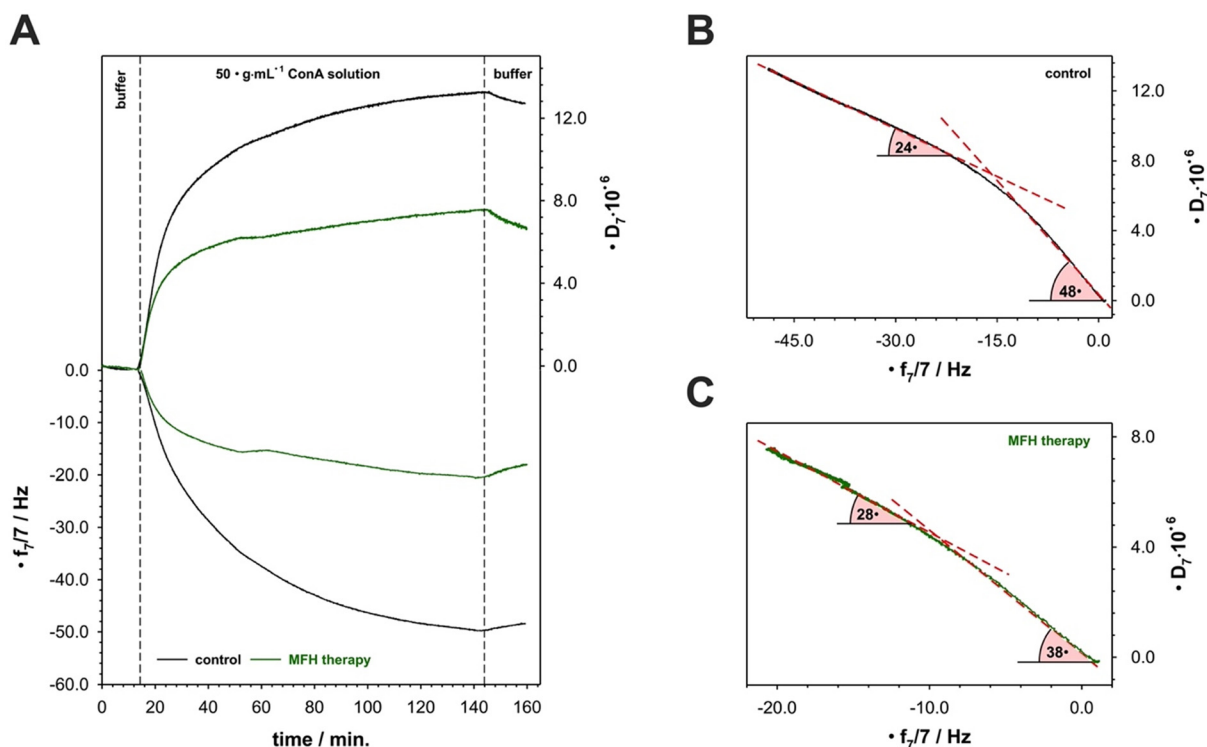 A
buffer
50 • g·mL⁻¹ ConA solution
buffer
12.0
8.0
4.0
0.0
• D₇·10•⁶
0.0
-10.0
-20.0
-30.0
-40.0
-50.0
-60.0
• f₇/7 / Hz
control
MFH therapy
0
20
40
60
80
100
120
140
160
time / min.
B
control
24•
48•
12.0
8.0
4.0
0.0
• D₇·10•⁶
-45.0
-30.0
-15.0
0.0
• f₇/7 / Hz
C
MFH therapy
28•
38•
8.0
4.0
0.0
• D₇·10•⁶
-20.0
-10.0
0.0
• f₇/7 / Hz